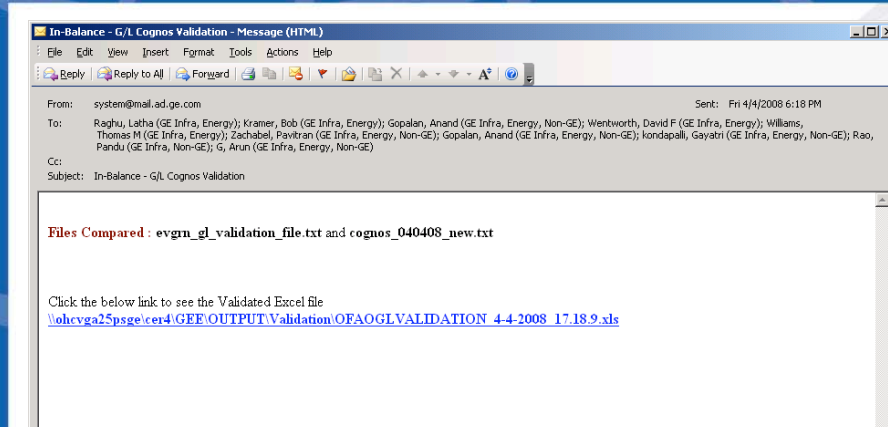 In-Balance - G/L Cognos Validation - Message (HTML)
File Edit View Insert Format Tools Actions Help
Reply Reply to All Forward
From: system@mail.ad.ge.com Sent: Fri 4/4/2008 6:18 PM
To: Raghu, Latha (GE Infra, Energy); Kramer, Bob (GE Infra, Energy); Gopalan, Anand (GE Infra, Energy, Non-GE); Wentworth, David F (GE Infra, Energy); Williams,
Thomas M (GE Infra, Energy); Zachabel, Pavitran (GE Infra, Energy, Non-GE); Gopalan, Anand (GE Infra, Energy, Non-GE); kondapalli, Gayatri (GE Infra, Energy, Non-GE); Rao,
Pandu (GE Infra, Non-GE); G, Arun (GE Infra, Energy, Non-GE)
Cc:
Subject: In-Balance - G/L Cognos Validation
Files Compared : evgrn_gl_validation_file.txt and cognos_040408_new.txt
Click the below link to see the Validated Excel file
\\ohcvga25psge\cer4\GEE\OUTPUT\Validation\OFAOGLVALIDATION_4-4-2008_17.18.9.xls